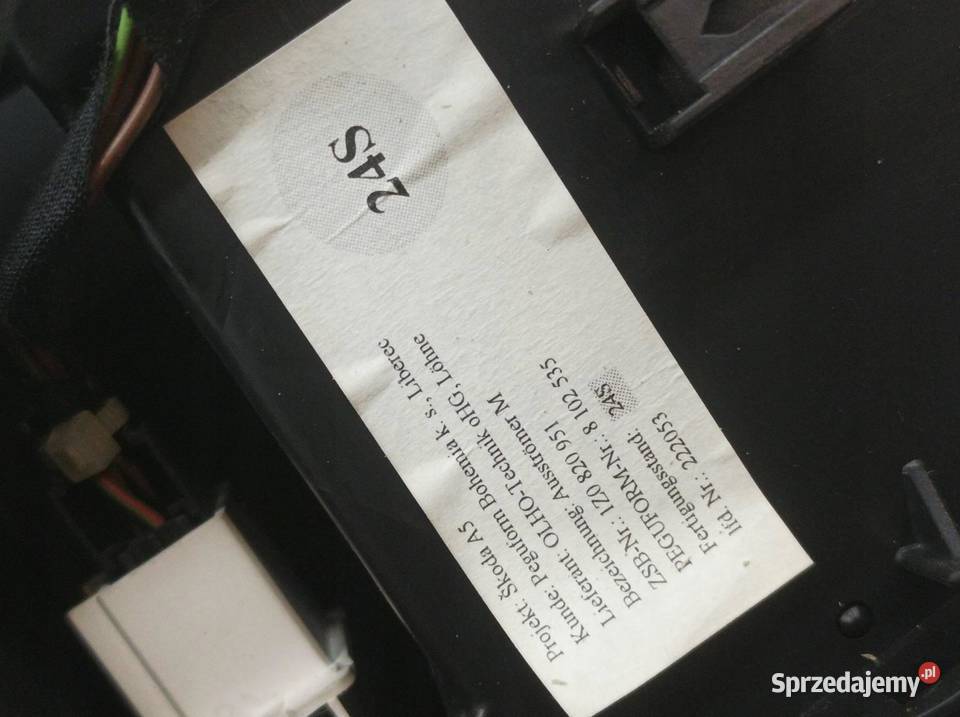 24S
Projekt: Škoda A5
Kunde: Peguform Bohemia k. s., Liberec
Lieferant: OLHO-Technik oHG, Löhne
Bezeichnung: Ausströmer M
ZSB-Nr.: 1Z0 820 951
PEGUFORM-Nr.: 8 102 535
Fertigungsstand. 24S
lfd. Nr.: 222053
Sprzedajemy.pl